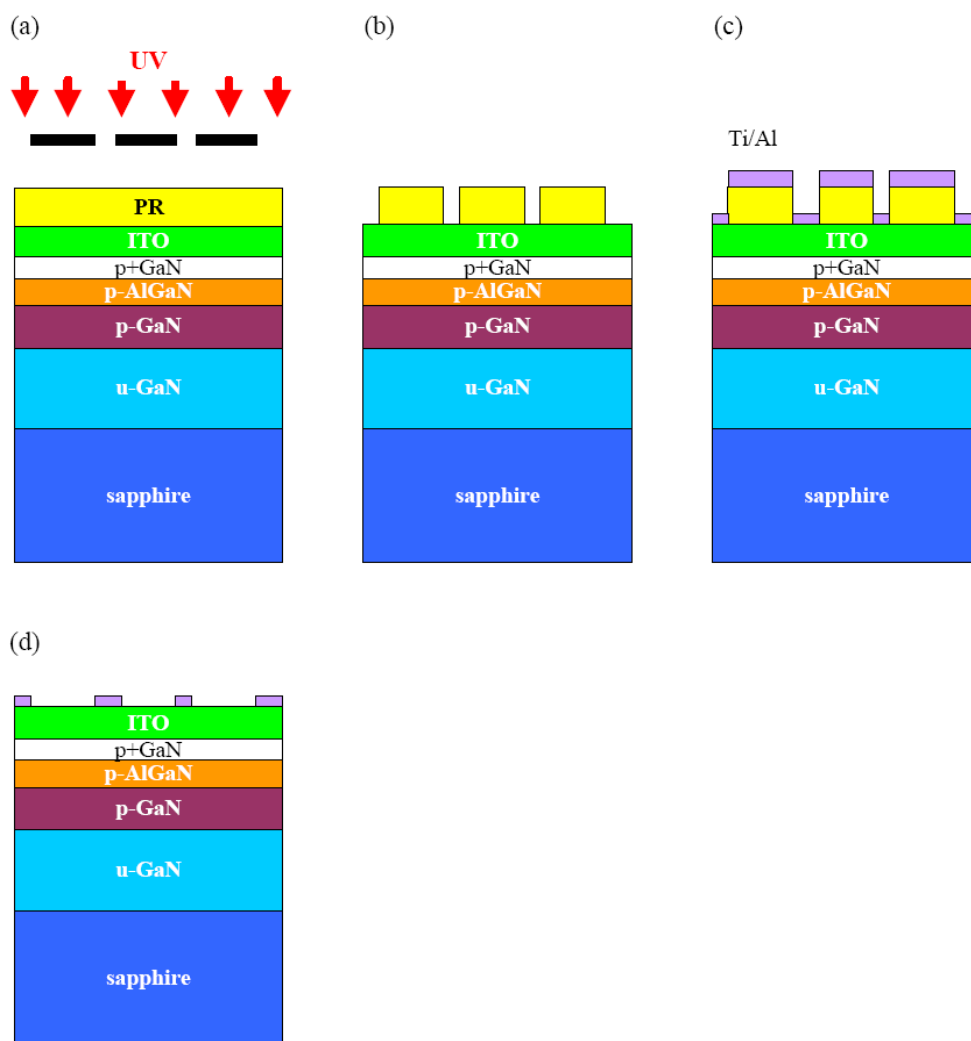 (a)
UV
PR
ITO
p+GaN
p-AlGaN
p-GaN
u-GaN
sapphire
(b)
ITO
p+GaN
p-AlGaN
p-GaN
u-GaN
sapphire
(c)
Ti/Al
ITO
p+GaN
p-AlGaN
p-GaN
u-GaN
sapphire
(d)
ITO
p+GaN
p-AlGaN
p-GaN
u-GaN
sapphire